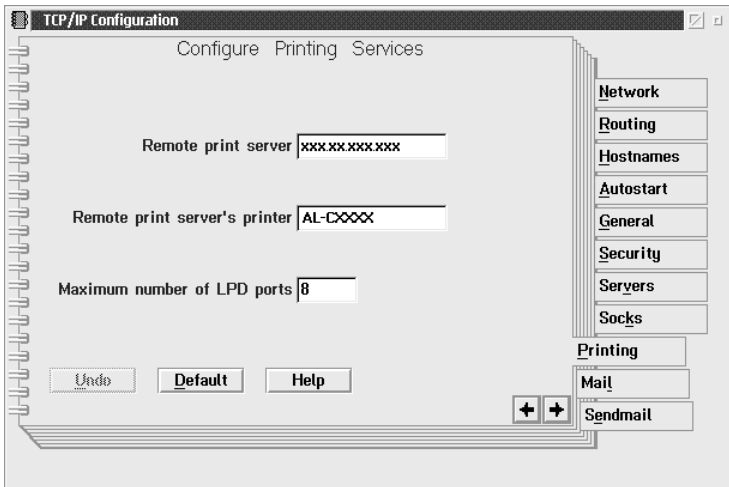 TCP/IP Configuration
Configure Printing Services
Network
Routing
Remote print server xxx.xx.xxx.xxx
Hostnames
Autostart
Remote print server's printer AL-CXXXX
General
Security
Maximum number of LPD ports 8
Servers
Socks
Printing
Undo Default Help
Mail
Sendmail